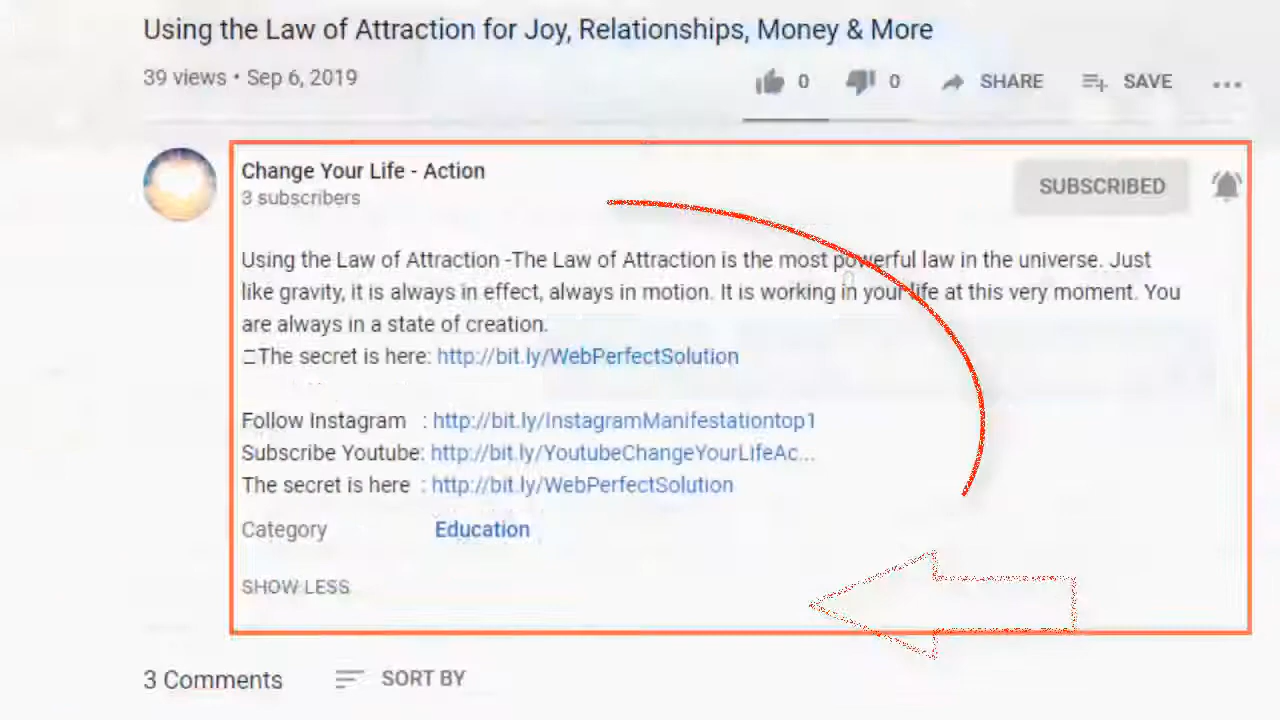 Using the Law of Attraction for Joy, Relationships, Money & More
39 views • Sep 6, 2019
0 0 SHARE SAVE
Change Your Life - Action
3 subscribers
SUBSCRIBED
Using the Law of Attraction -The Law of Attraction is the most powerful law in the universe. Just
like gravity, it is always in effect, always in motion. It is working in your life at this very moment. You
are always in a state of creation.
The secret is here: http://bit.ly/WebPerfectSolution
Follow Instagram : http://bit.ly/InstagramManifestationtop1
Subscribe Youtube: http://bit.ly/YoutubeChangeYourLifeAc...
The secret is here : http://bit.ly/WebPerfectSolution
Category Education
SHOW LESS
3 Comments SORT BY